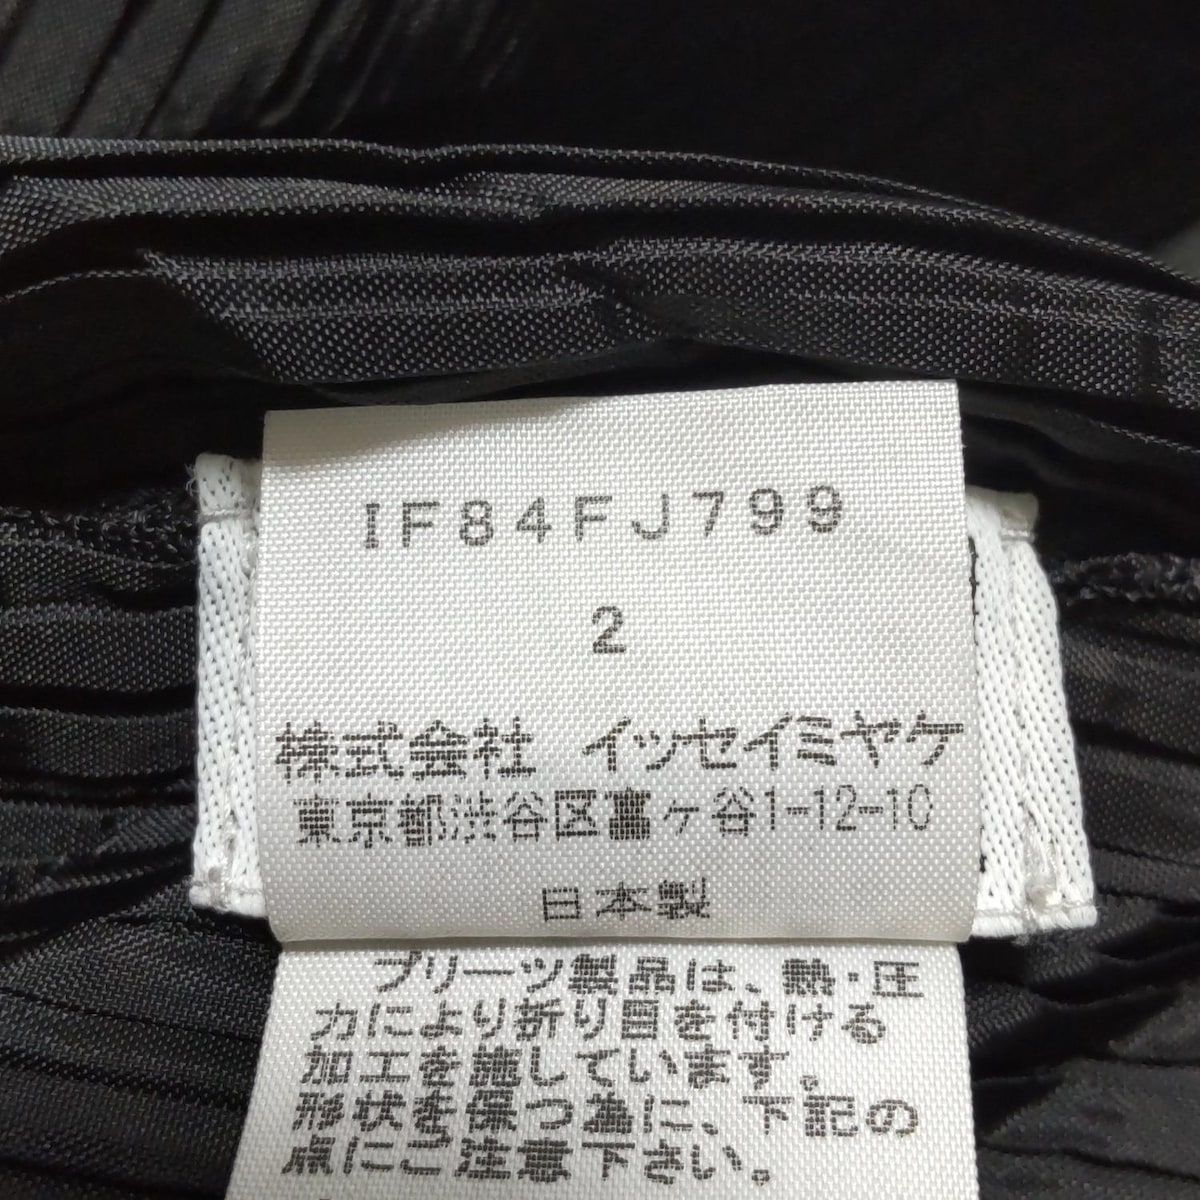 IF84FJ799
2
株式会社 イッセイミヤケ
東京都渋谷区富ヶ谷1-12-10
日本製
プリーツ製品は、熱・圧
力により折り目を付ける
加工を施しています。
形状を保つ為に、下記の
点にご注意下さい。